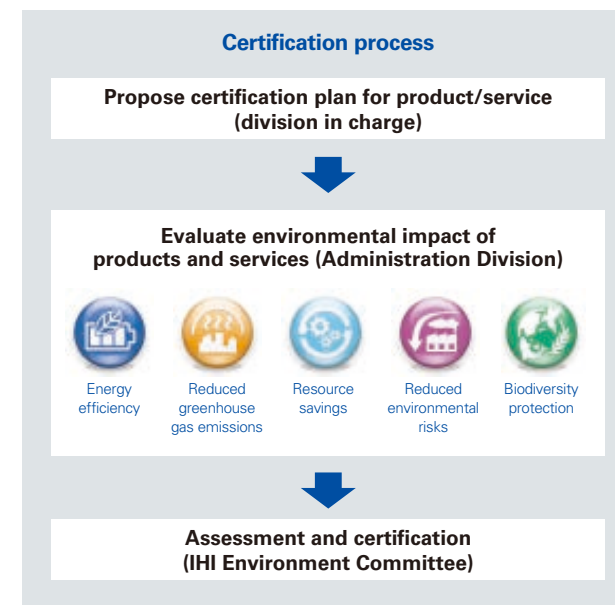 Certification process
Propose certification plan for product/service
(division in charge)
Evaluate environmental impact of
products and services (Administration Division)
Energy
efficiency
Reduced
greenhouse
gas emissions
Resource
savings
Reduced
environmental
risks
Biodiversity
protection
Assessment and certification
(IHI Environment Committee)